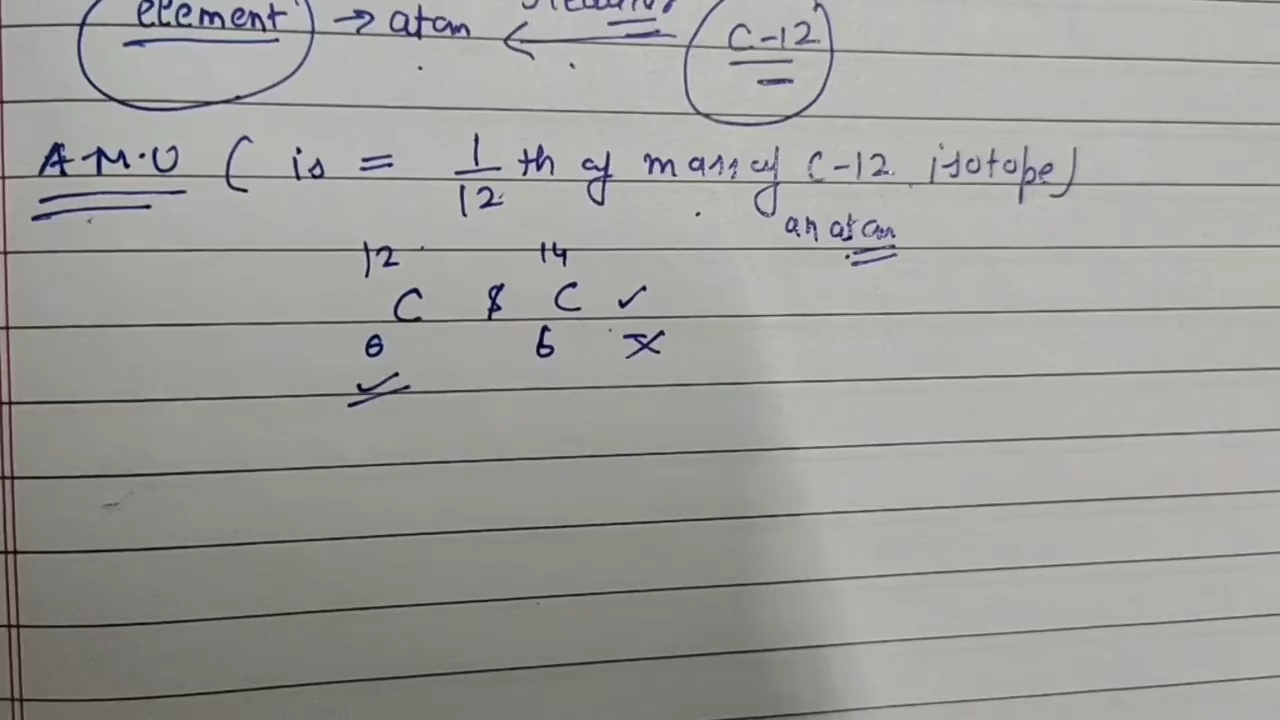 element → atom ← C-12
A.M.U ( is = 1/12 th of mass of C-12 isotope)
an atom
12 14
C & C ✓
6 6 ✗
✓